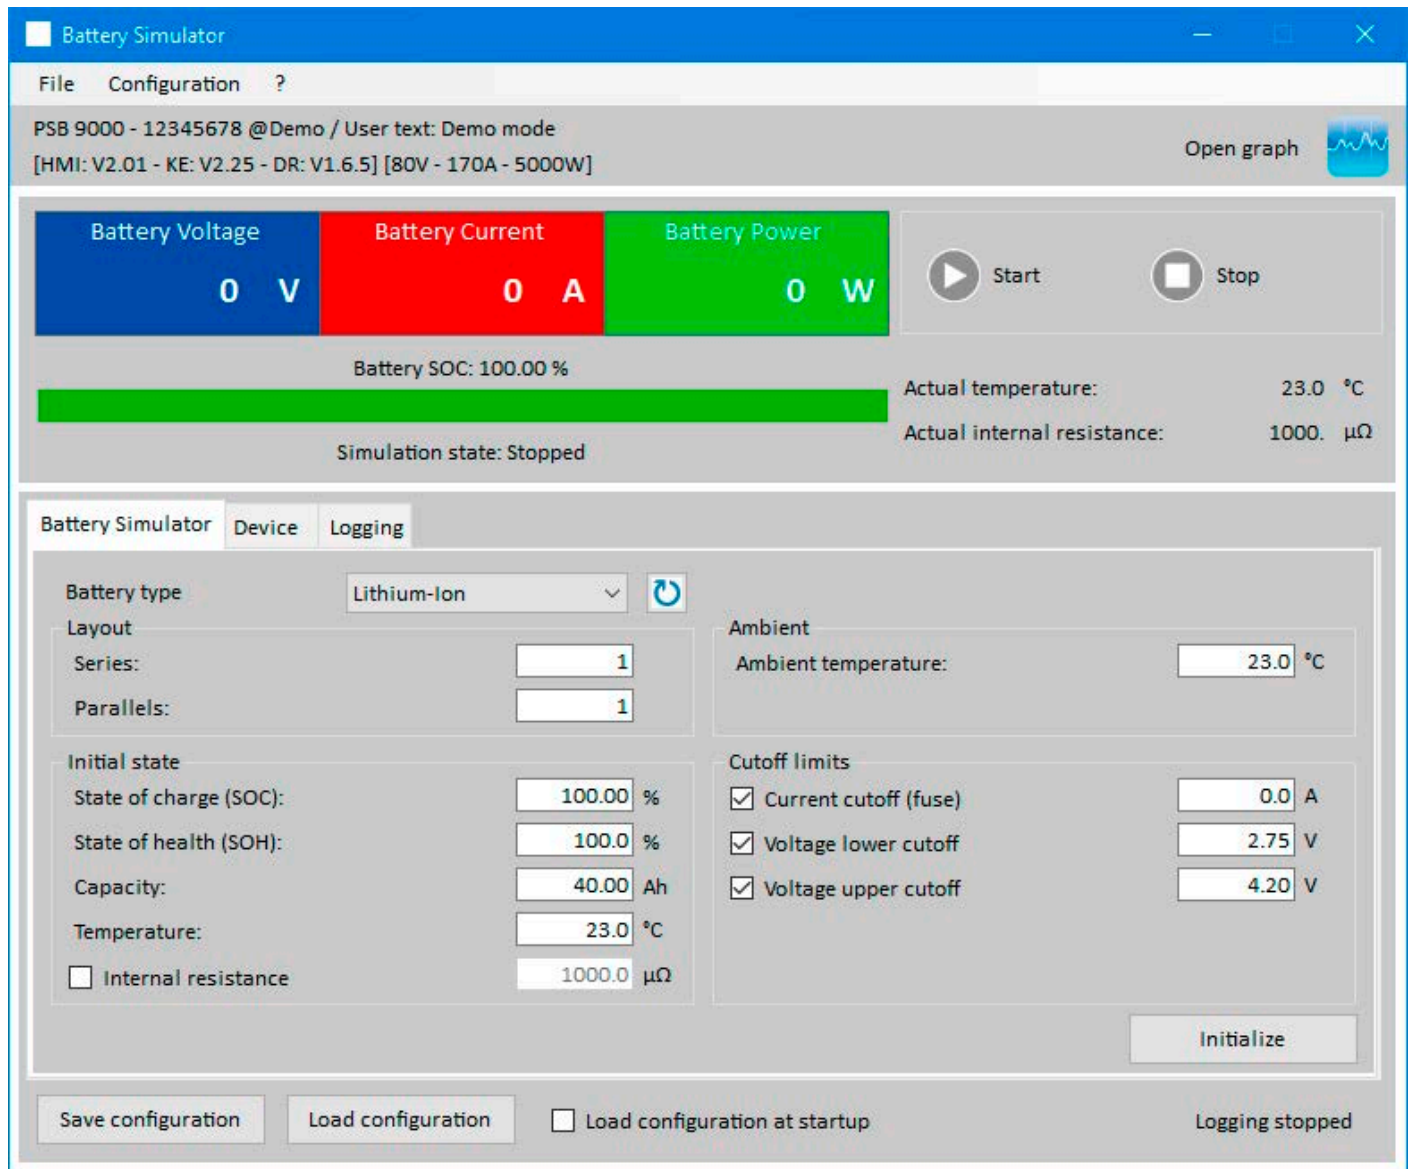 Battery Simulator
File Configuration ?
PSB 9000 - 12345678 @Demo / User text: Demo mode
[HMI: V2.01 - KE: V2.25 - DR: V1.6.5] [80V - 170A - 5000W]
Open graph
Battery Voltage
0 V
Battery Current
0 A
Battery Power
0 W
Start
Stop
Battery SOC: 100.00 %
Simulation state: Stopped
Actual temperature: 23.0 °C
Actual internal resistance: 1000. µΩ
Battery Simulator Device Logging
Battery type Lithium-Ion
Layout
Series: 1
Parallels: 1
Ambient
Ambient temperature: 23.0 °C
Initial state
State of charge (SOC): 100.00 %
State of health (SOH): 100.0 %
Capacity: 40.00 Ah
Temperature: 23.0 °C
Internal resistance 1000.0 µΩ
Cutoff limits
Current cutoff (fuse) 0.0 A
Voltage lower cutoff 2.75 V
Voltage upper cutoff 4.20 V
Initialize
Save configuration Load configuration Load configuration at startup Logging stopped